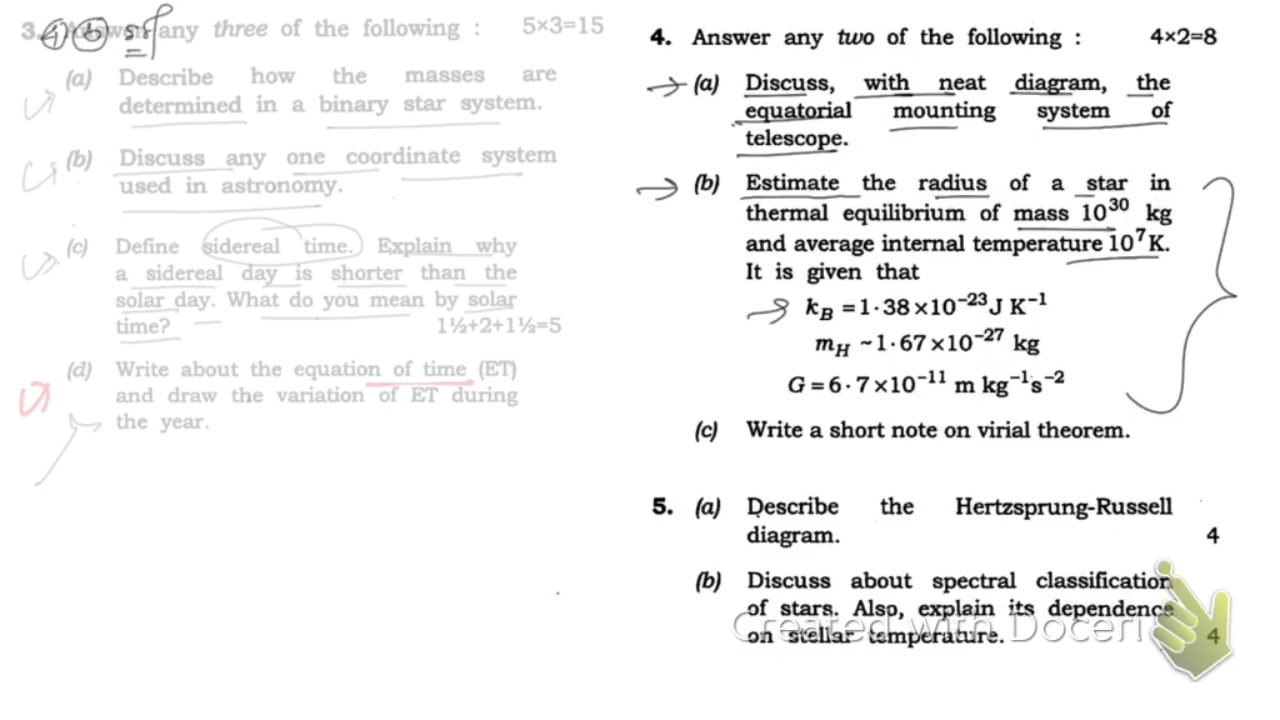 3. Answer any three of the following : 5×3=15
④ ⑥ sol
(a) Describe how the masses are
determined in a binary star system.
(b) Discuss any one coordinate system
used in astronomy.
(c) Define sidereal time. Explain why
a sidereal day is shorter than the
solar day. What do you mean by solar
time? 1½+2+1½=5
(d) Write about the equation of time (ET)
and draw the variation of ET during
the year.
4. Answer any two of the following : 4×2=8
(a) Discuss, with neat diagram, the
equatorial mounting system of
telescope.
(b) Estimate the radius of a star in
thermal equilibrium of mass 10³⁰ kg
and average internal temperature 10⁷ K.
It is given that
k_B = 1·38×10⁻²³ J K⁻¹
m_H ~ 1·67×10⁻²⁷ kg
G = 6·7×10⁻¹¹ m kg⁻¹s⁻²
(c) Write a short note on virial theorem.
5. (a) Describe the Hertzsprung-Russell
diagram. 4
(b) Discuss about spectral classification
of stars. Also, explain its dependence
on stellar temperature. 4
Created with Doceri